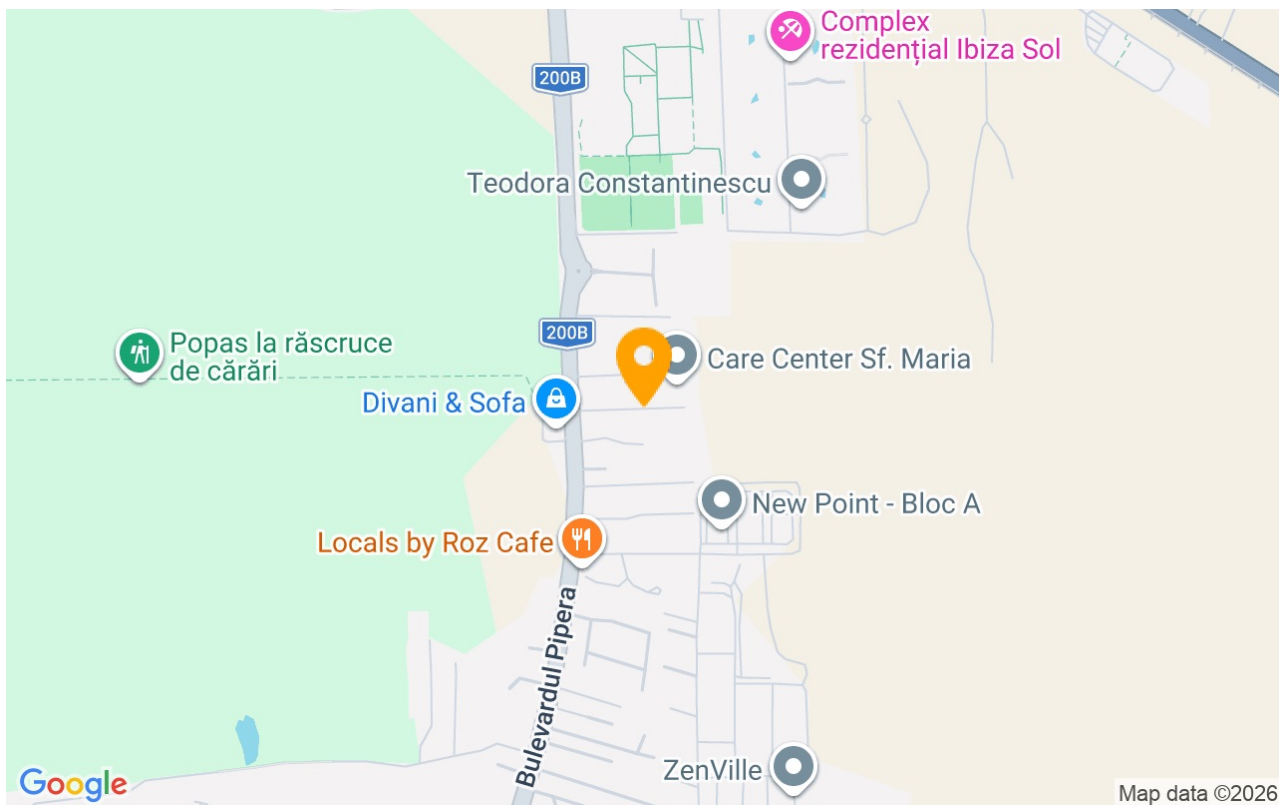 Complex
rezidențial Ibiza Sol
200B
Teodora Constantinescu
200B
Popas la răscruce
de cărări
Care Center Sf. Maria
Divani & Sofa
New Point - Bloc A
Locals by Roz Cafe
Bulevardul Pipera
ZenVille
Google
Map data ©2026